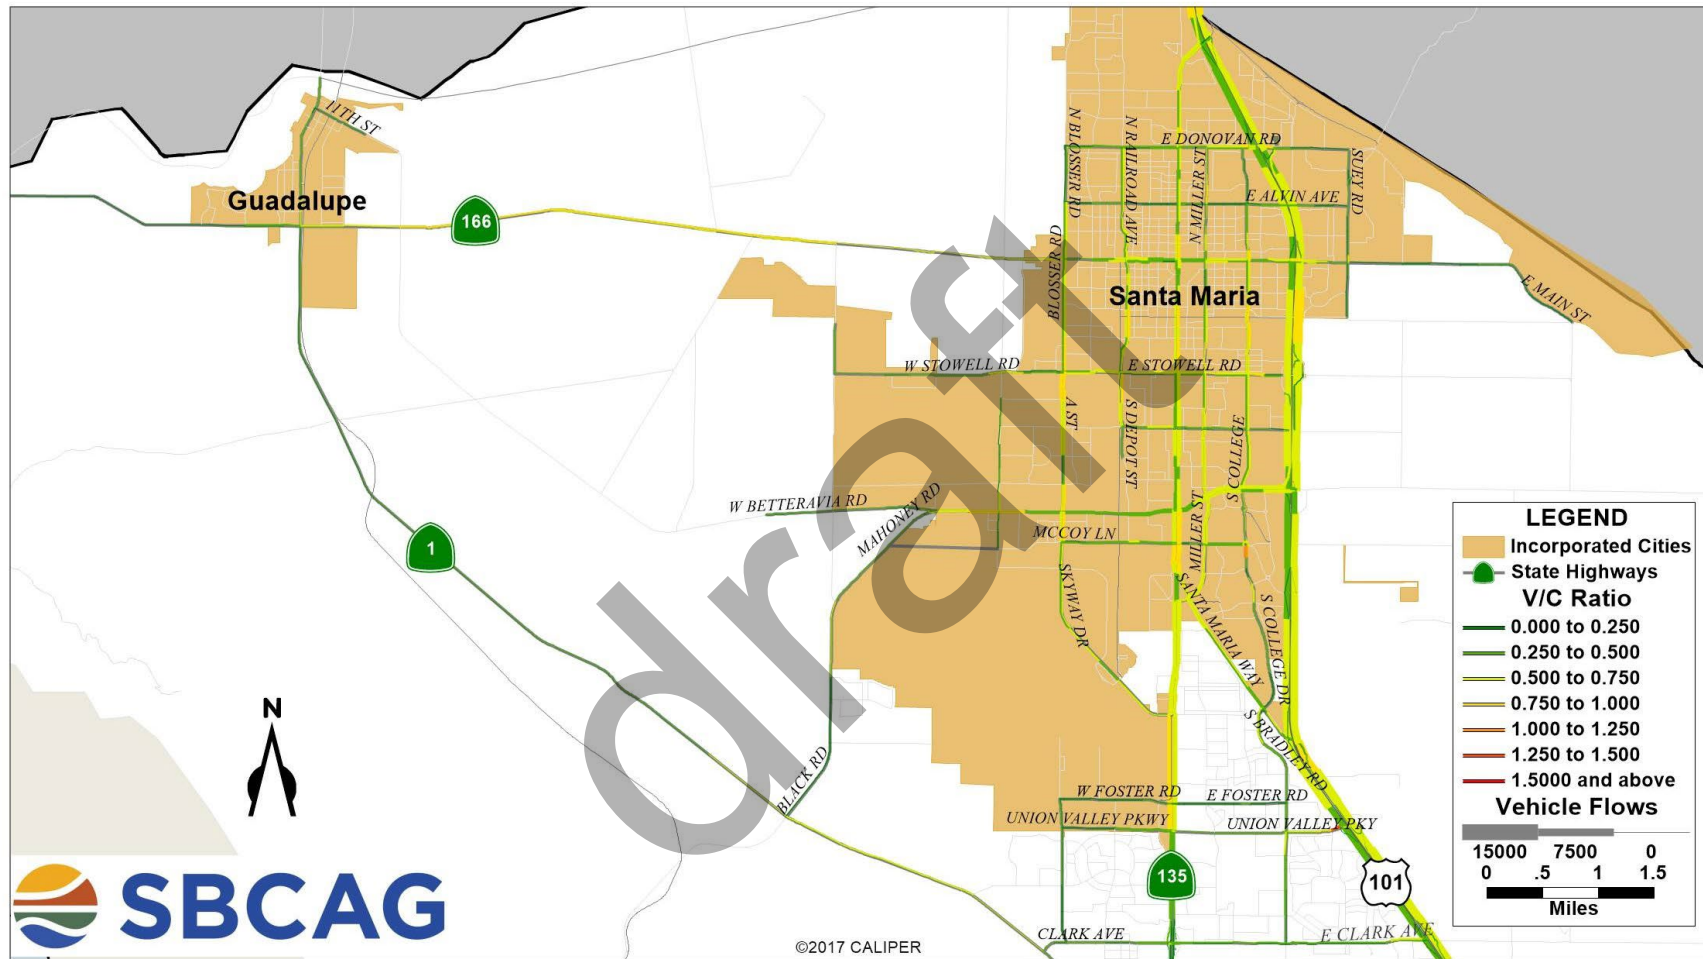 11TH ST
Guadalupe
166
N BLOSSER RD
N RAILROAD AVE
E DONOVAN RD
N MILLER ST
SUEY RD
E ALVIN AVE
BLOSSER RD
Santa Maria
E MAIN ST
W STOWELL RD
E STOWELL RD
A ST
S DEPOT ST
S COLLEGE
W BETTERAVIA RD
MAHONEY RD
MCCOY LN
MILLER ST
1
SKYWAY DR
SANTA MARIA WAY
S COLLEGE DR
S BRADLEY RD
BLACK RD
W FOSTER RD
E FOSTER RD
UNION VALLEY PKWY
UNION VALLEY PKY
135
101
CLARK AVE
E CLARK AVE
draft
N
SBCAG
©2017 CALIPER
LEGEND
Incorporated Cities
State Highways
V/C Ratio
0.000 to 0.250
0.250 to 0.500
0.500 to 0.750
0.750 to 1.000
1.000 to 1.250
1.250 to 1.500
1.5000 and above
Vehicle Flows
15000 7500 0
0 .5 1 1.5
Miles